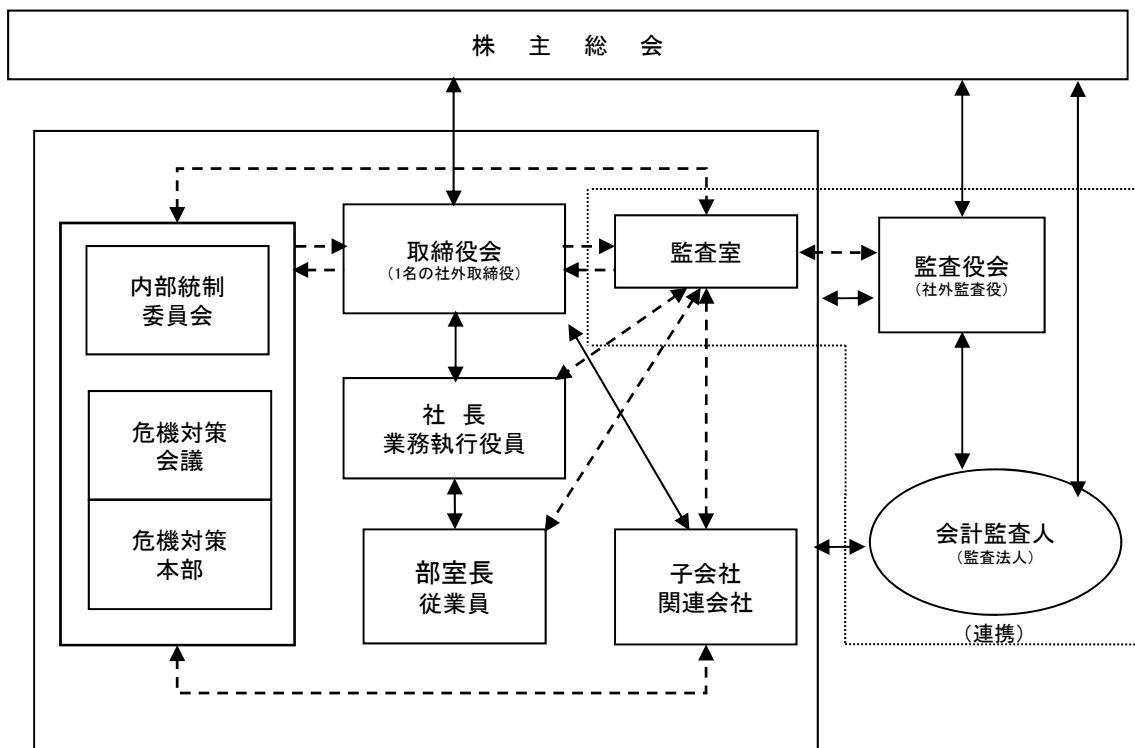 株 主 総 会
取締役会
(1名の社外取締役)
監査室
監査役会
(社外監査役)
内部統制
委員会
社 長
業務執行役員
危機対策
会議
危機対策
本部
部室長
従業員
子会社
関連会社
会計監査人
(監査法人)
(連携)